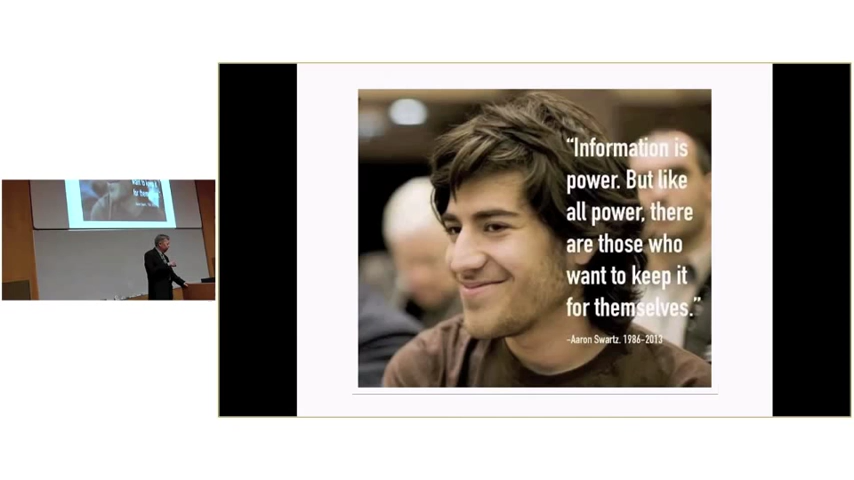 “Information is
power. But like
all power, there
are those who
want to keep it
for themselves.”
-Aaron Swartz. 1986-2013